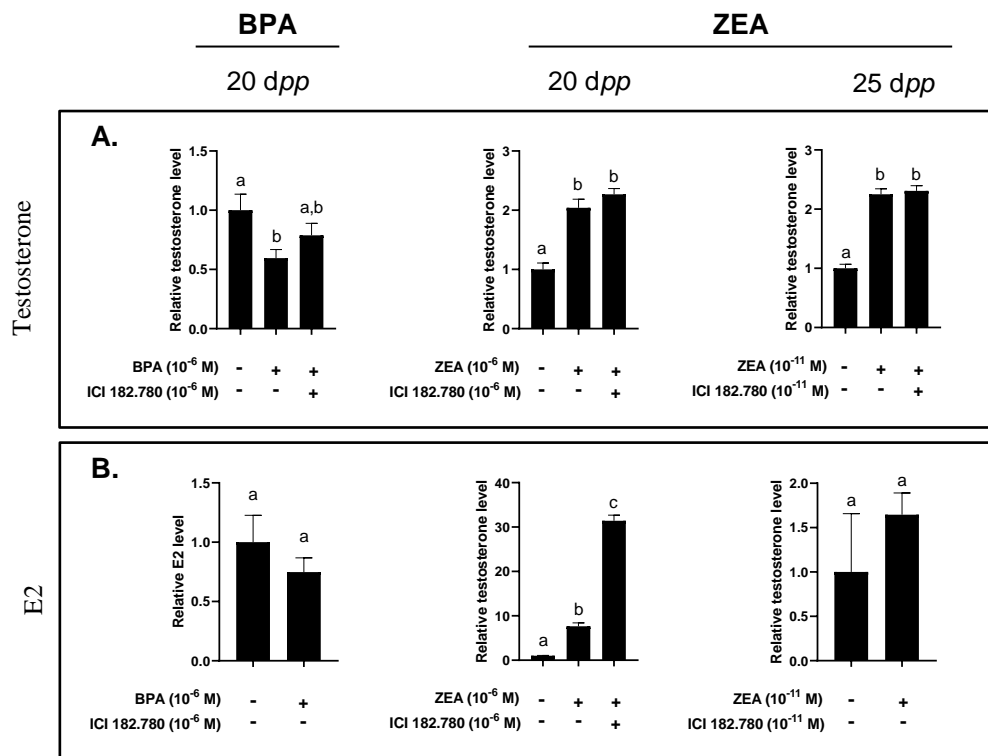 BPA ZEA
20 dpp 20 dpp 25 dpp
Testosterone
A.
Relative testosterone level
1.5
1.0
0.5
0.0
a b a,b
BPA (10⁻⁶ M) - + +
ICI 182.780 (10⁻⁶ M) - - +
Relative testosterone level
3
2
1
0
a b b
ZEA (10⁻⁶ M) - + +
ICI 182.780 (10⁻⁶ M) - - +
Relative testosterone level
3
2
1
0
a b b
ZEA (10⁻¹¹ M) - + +
ICI 182.780 (10⁻¹¹ M) - - +
E2
B.
Relative E2 level
1.5
1.0
0.5
0.0
a a
BPA (10⁻⁶ M) - +
ICI 182.780 (10⁻⁶ M) - -
Relative testosterone level
40
30
20
10
0
a b c
ZEA (10⁻⁶ M) - + +
ICI 182.780 (10⁻⁶ M) - - +
Relative testosterone level
2.0
1.5
1.0
0.5
0.0
a a
ZEA (10⁻¹¹ M) - +
ICI 182.780 (10⁻¹¹ M) - -